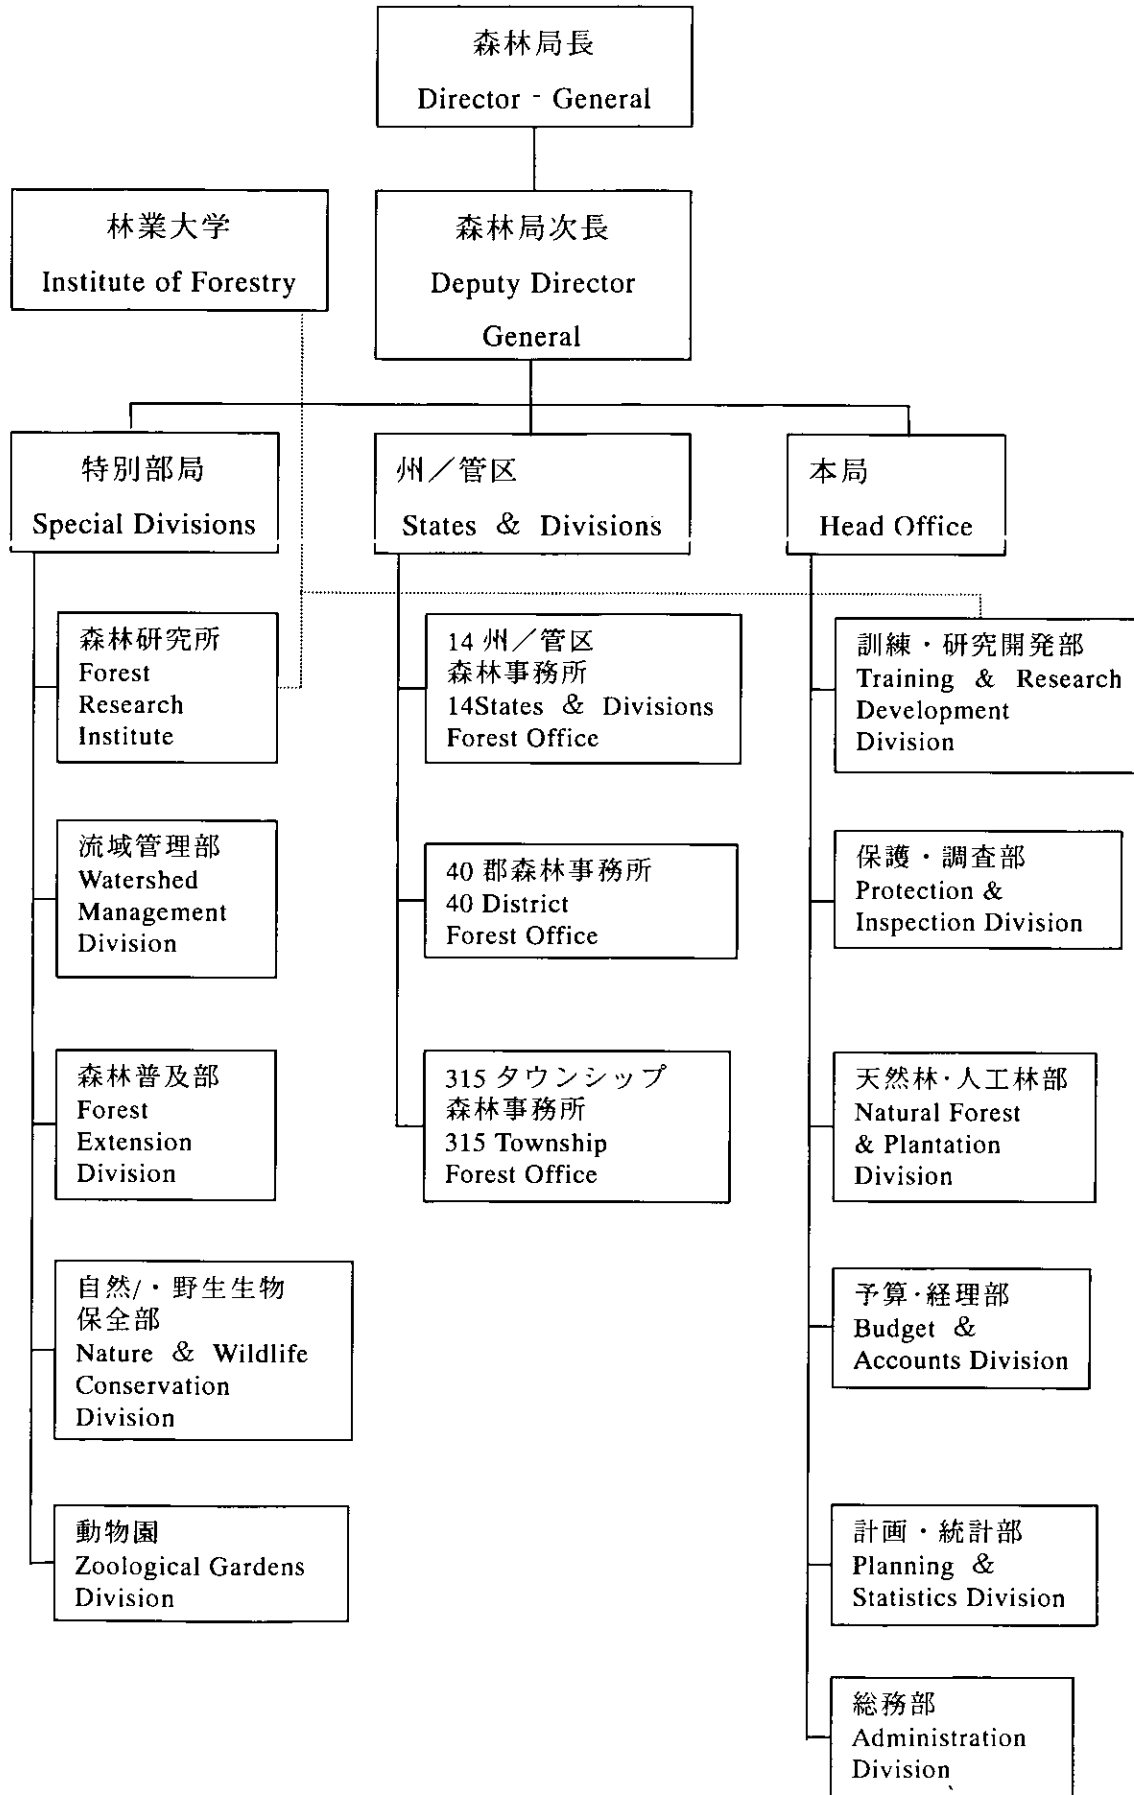 森林局長
Director - General
林業大学
Institute of Forestry
森林局次長
Deputy Director
General
特別部局
Special Divisions
州／管区
States & Divisions
本局
Head Office
森林研究所
Forest
Research
Institute
流域管理部
Watershed
Management
Division
森林普及部
Forest
Extension
Division
自然/・野生生物
保全部
Nature & Wildlife
Conservation
Division
動物園
Zoological Gardens
Division
14 州／管区
森林事務所
14States & Divisions
Forest Office
40 郡森林事務所
40 District
Forest Office
315 タウンシップ
森林事務所
315 Township
Forest Office
訓練・研究開発部
Training & Research
Development
Division
保護・調査部
Protection &
Inspection Division
天然林・人工林部
Natural Forest
& Plantation
Division
予算・経理部
Budget &
Accounts Division
計画・統計部
Planning &
Statistics Division
総務部
Administration
Division